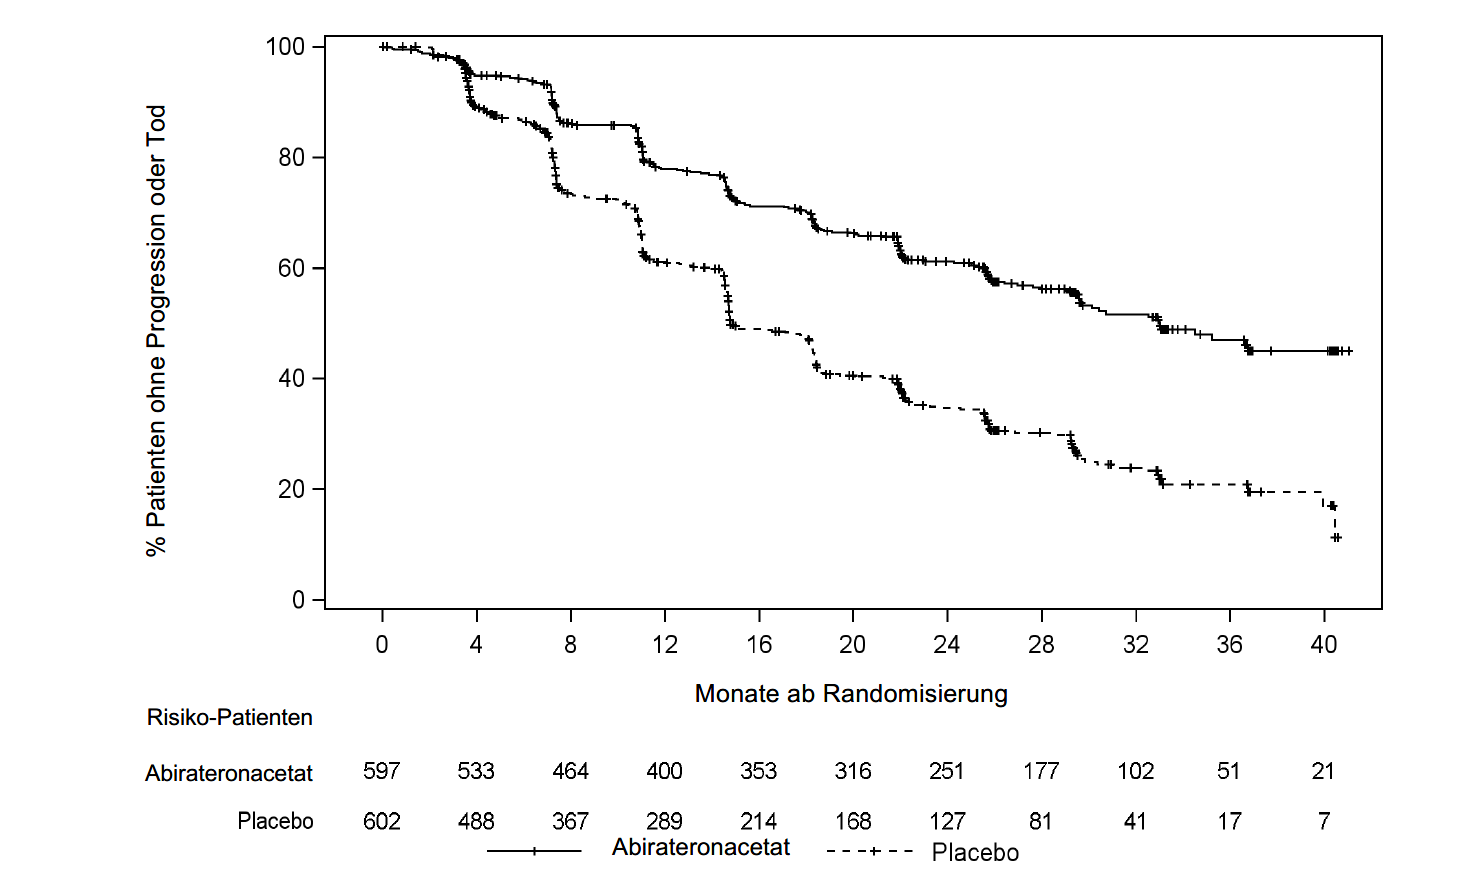 % Patienten ohne Progression oder Tod
100
80
60
40
20
0
0 4 8 12 16 20 24 28 32 36 40
Monate ab Randomisierung
Risiko-Patienten
Abirateronacetat 597 533 464 400 353 316 251 177 102 51 21
Placebo 602 488 367 289 214 168 127 81 41 17 7
Abirateronacetat Placebo